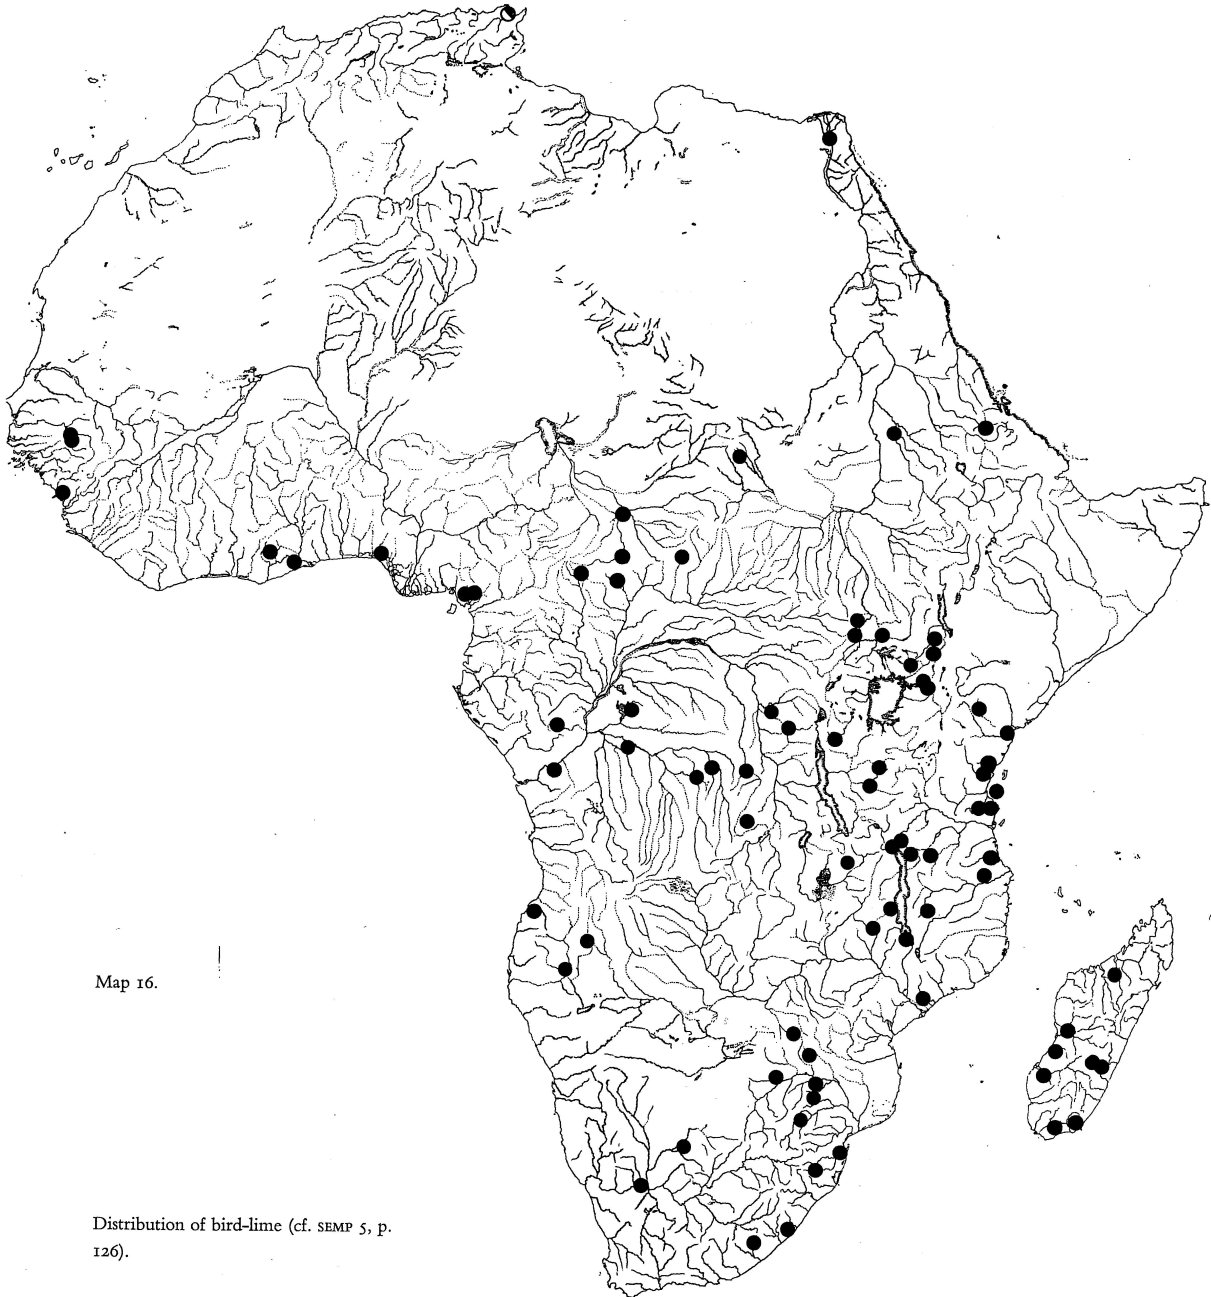 Map 16.
Distribution of bird-lime (cf. SEMP 5, p.
126).